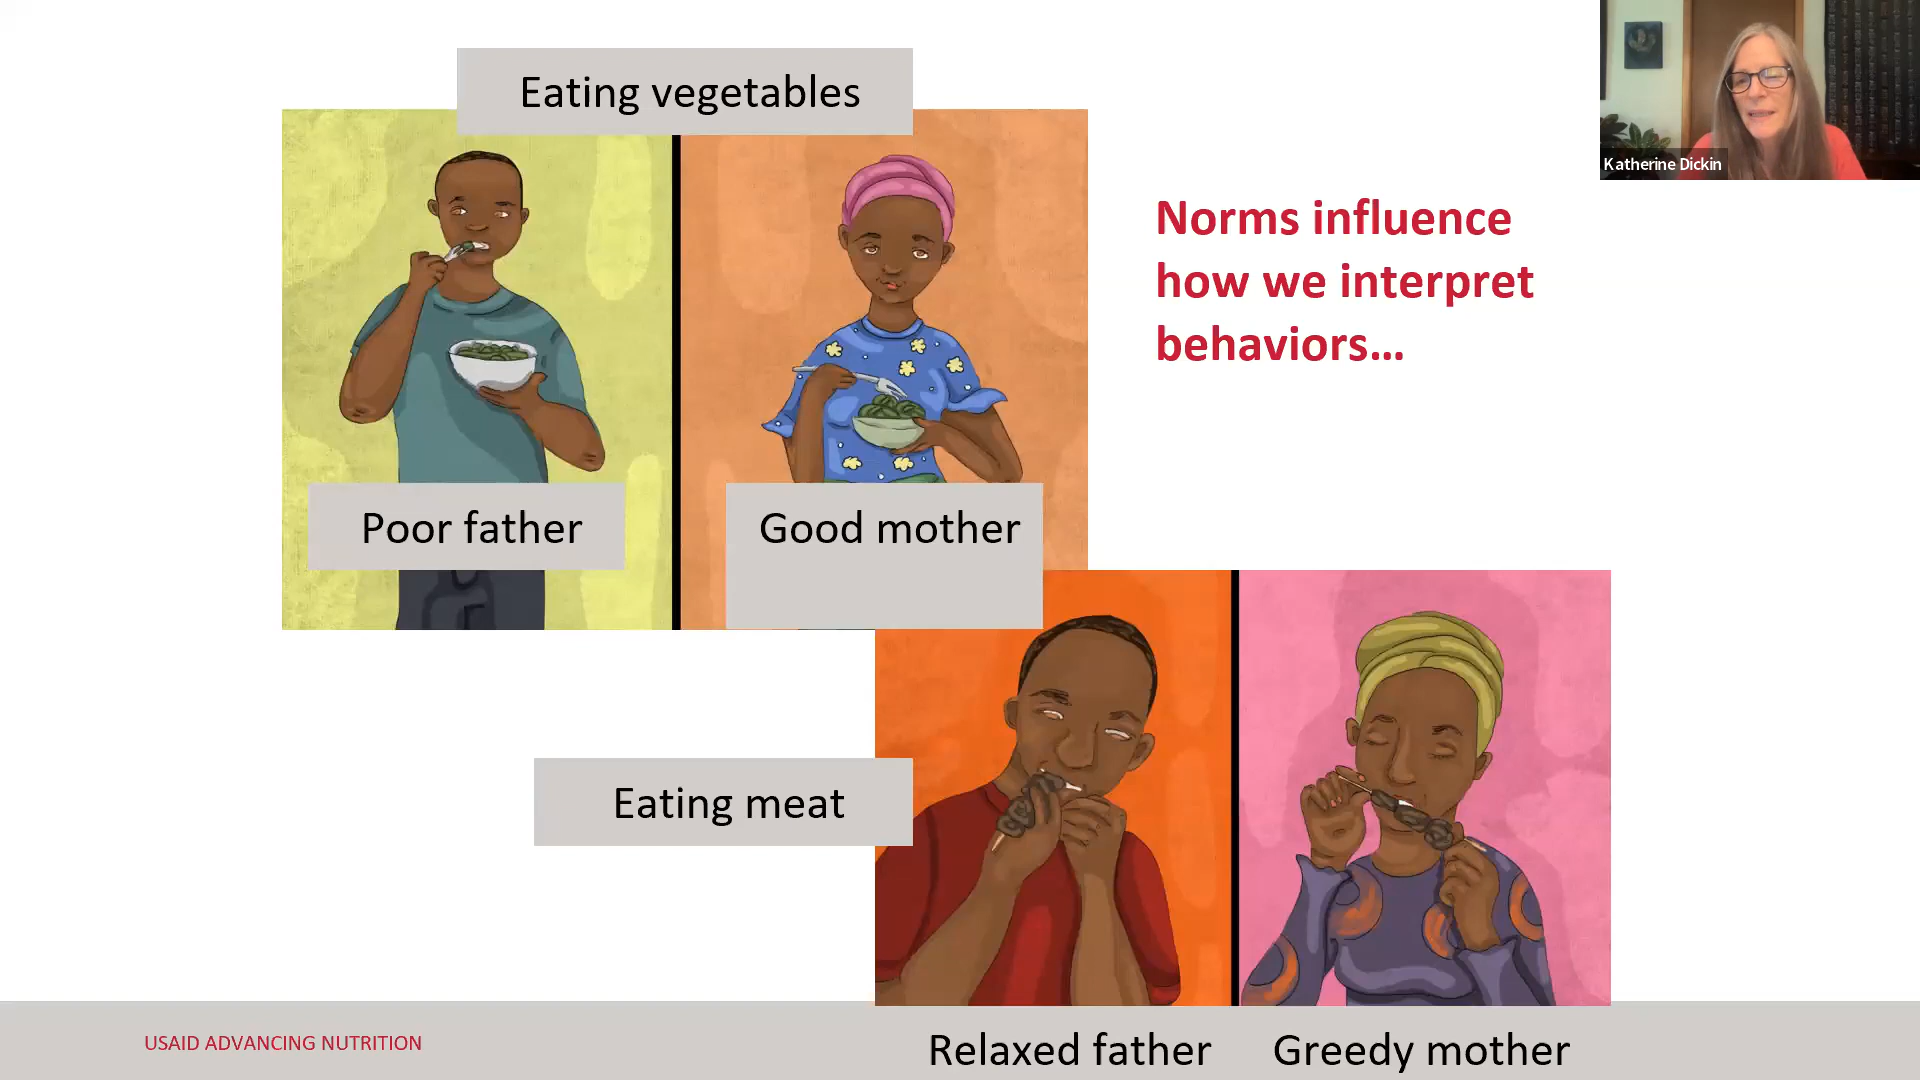 Eating vegetables
Katherine Dickin
Norms influence
how we interpret
behaviors...
Poor father
Good mother
Eating meat
Relaxed father
Greedy mother
USAID ADVANCING NUTRITION